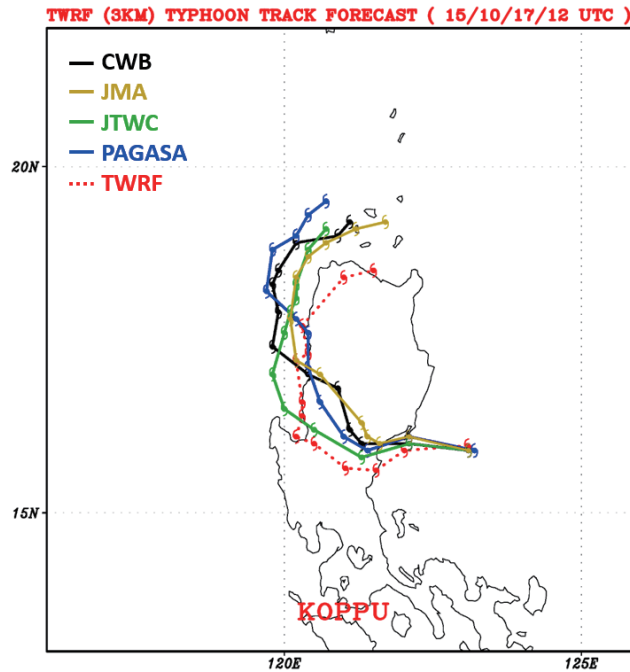 TWRF (3KM) TYPHOON TRACK FORECAST ( 15/10/17/12 UTC )
CWB
JMA
JTWC
PAGASA
TWRF
20N
15N
KOPPU
120E 125E